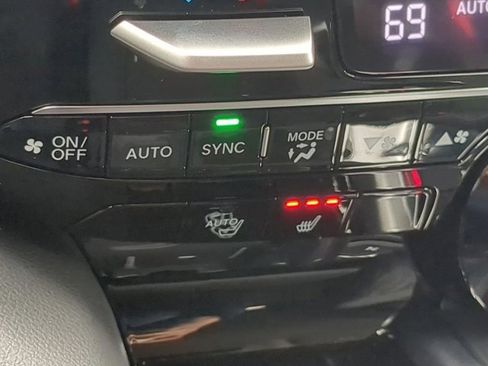 69 AUTO
ON/
OFF
AUTO
SYNC
MODE
AUTO